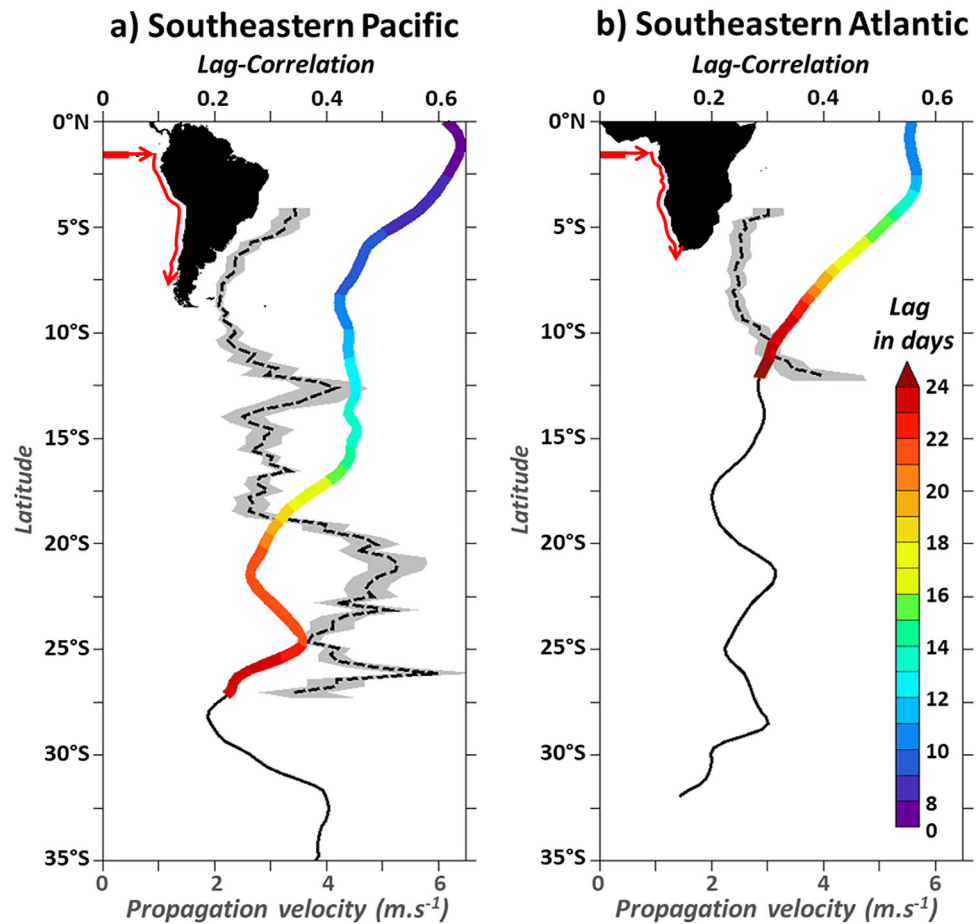 a) Southeastern Pacific
Lag-Correlation
0 0.2 0.4 0.6
0°N
5°S
10°S
15°S
20°S
25°S
30°S
35°S
Latitude
0 2 4 6
Propagation velocity (m.s⁻¹)
b) Southeastern Atlantic
Lag-Correlation
0 0.2 0.4 0.6
5°S
10°S
15°S
20°S
25°S
30°S
35°S
Latitude
Lag
in days
24
22
20
18
16
14
12
10
8
0
0 2 4 6
Propagation velocity (m.s⁻¹)